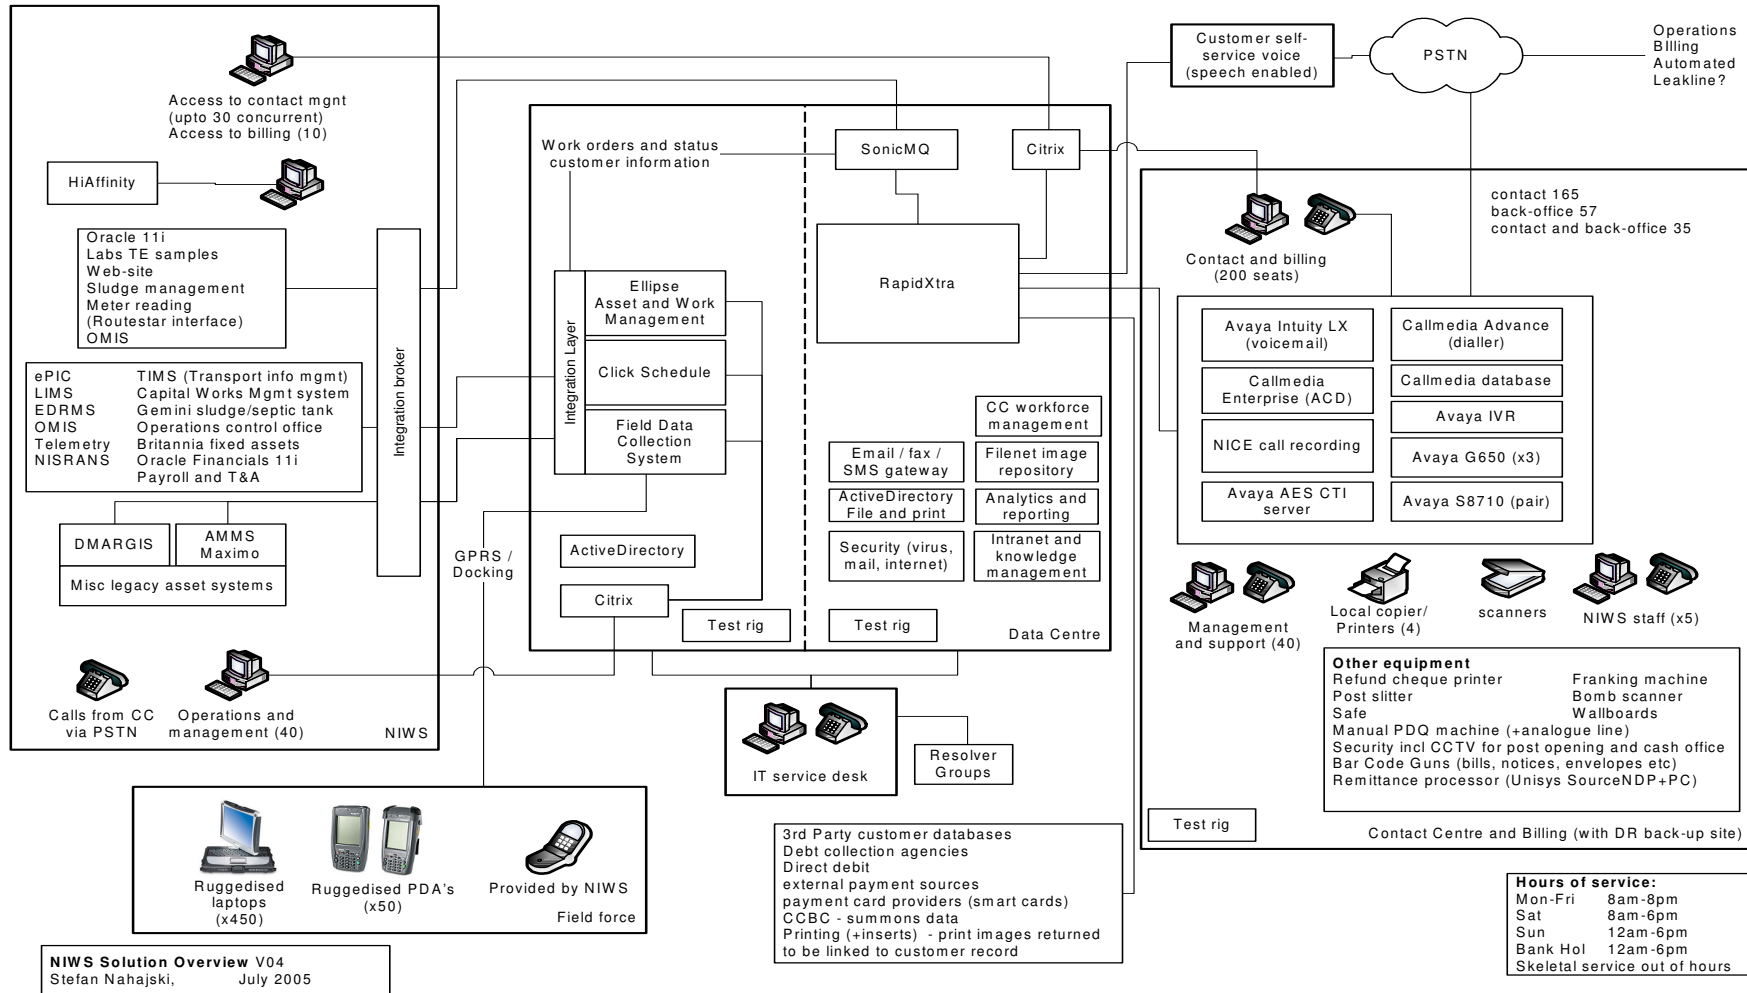 Access to contact mgnt
(upto 30 concurrent)
Access to billing (10)
HiAffinity
Oracle 11i
Labs TE samples
Web-site
Sludge management
Meter reading
(Routestar interface)
OMIS
ePIC TIMS (Transport info mgmt)
LIMS Capital Works Mgmt system
EDRMS Gemini sludge/septic tank
OMIS Operations control office
Telemetry Britannia fixed assets
NISRANS Oracle Financials 11i
Payroll and T&A
Integration broker
DMARGIS
AMMS
Maximo
Misc legacy asset systems
Calls from CC
via PSTN
Operations and
management (40)
NIWS
GPRS /
Docking
Work orders and status
customer information
Integration Layer
Ellipse
Asset and Work
Management
Click Schedule
Field Data
Collection
System
ActiveDirectory
Citrix
Test rig
SonicMQ
Citrix
RapidXtra
CC workforce
management
Email / fax /
SMS gateway
Filenet image
repository
ActiveDirectory
File and print
Analytics and
reporting
Security (virus,
mail, internet)
Intranet and
knowledge
management
Test rig
Data Centre
Customer self-
service voice
(speech enabled)
PSTN
Operations
BIlling
Automated
Leakline?
contact 165
back-office 57
contact and back-office 35
Contact and billing
(200 seats)
Avaya Intuity LX
(voicemail)
Callmedia Advance
(dialler)
Callmedia
Enterprise (ACD)
Callmedia database
Avaya IVR
NICE call recording
Avaya G650 (x3)
Avaya AES CTI
server
Avaya S8710 (pair)
Management
and support (40)
Local copier/
Printers (4)
scanners
NIWS staff (x5)
Other equipment
Refund cheque printer Franking machine
Post slitter Bomb scanner
Safe Wallboards
Manual PDQ machine (+analogue line)
Security incl CCTV for post opening and cash office
Bar Code Guns (bills, notices, envelopes etc)
Remittance processor (Unisys SourceNDP+PC)
Test rig
Contact Centre and Billing (with DR back-up site)
IT service desk
Resolver
Groups
Ruggedised
laptops
(x450)
Ruggedised PDA's
(x50)
Provided by NIWS
Field force
3rd Party customer databases
Debt collection agencies
Direct debit
external payment sources
payment card providers (smart cards)
CCBC - summons data
Printing (+inserts) - print images returned
to be linked to customer record
Hours of service:
Mon-Fri 8am-8pm
Sat 8am-6pm
Sun 12am-6pm
Bank Hol 12am-6pm
Skeletal service out of hours
NIWS Solution Overview V04
Stefan Nahajski, July 2005